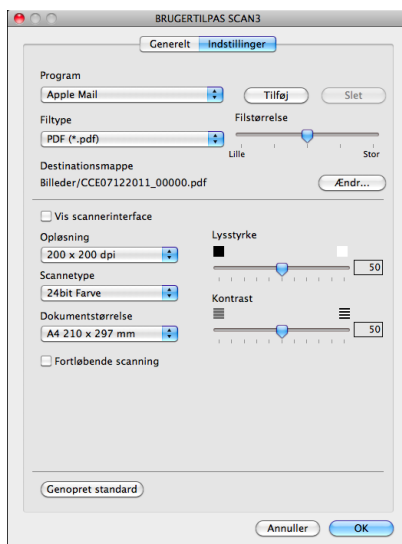 BRUGERTILPAS SCAN3
Generelt Indstillinger
Program
Apple Mail Tilføj Slet
Filtype Filstørrelse
PDF (*.pdf)
Lille Stor
Destinationsmappe
Billeder/CCE07122011_00000.pdf Ændr...
Vis scannerinterface
Opløsning Lysstyrke
200 x 200 dpi
50
Scannetype
24bit Farve
Kontrast
Dokumentstørrelse
A4 210 x 297 mm 50
Fortløbende scanning
Genopret standard
Annuller OK